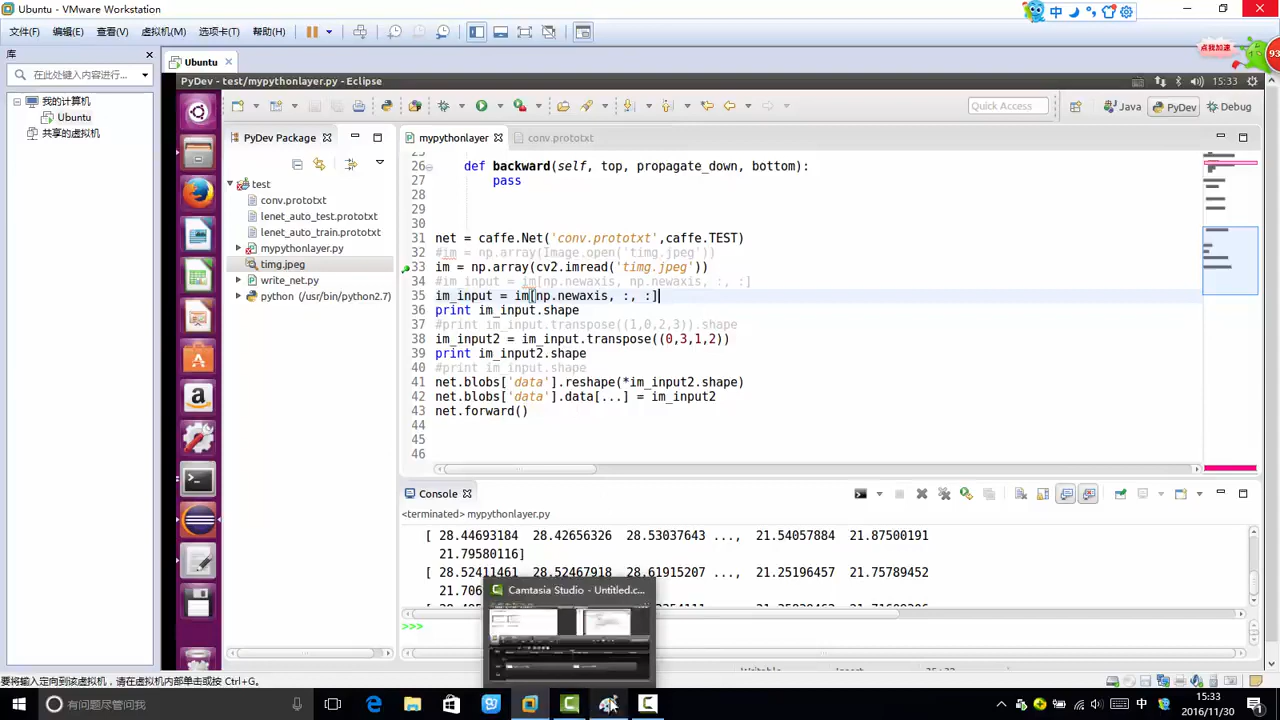 Ubuntu - VMware Workstation
中
文件(F) 编辑(E) 查看(V) 虚拟机(M) 选项卡(T) 帮助(H)
点我加速
93
库
Ubuntu
在此处键入内容进行...
我的计算机
Ubuntu
共享的虚拟机
PyDev - test/mypythonlayer.py - Eclipse
15:33
Quick Access
Java
PyDev
Debug
PyDev Package
test
conv.prototxt
lenet_auto_test.prototxt
lenet_auto_train.prototxt
mypythonlayer.py
timg.jpeg
write_net.py
python (/usr/bin/python2.7)
mypythonlayer
conv.prototxt
26 def backward(self, top, propagate_down, bottom):
27 pass
28
29
30
31 net = caffe.Net('conv.prototxt',caffe.TEST)
32 #im = np.array(Image.open('timg.jpeg'))
33 im = np.array(cv2.imread('timg.jpeg'))
34 #im_input = im[np.newaxis, np.newaxis, :, :]
35 im_input = im[np.newaxis, :, :]
36 print im_input.shape
37 #print im_input.transpose((1,0,2,3)).shape
38 im_input2 = im_input.transpose((0,3,1,2))
39 print im_input2.shape
40 #print im_input.shape
41 net.blobs['data'].reshape(*im_input2.shape)
42 net.blobs['data'].data[...] = im_input2
43 net.forward()
44
45
46
Console
<terminated> mypythonlayer.py
[ 28.44693184 28.42656326 28.53037643 ..., 21.54057884 21.87500191
21.79580116]
[ 28.52411461 28.52467918 28.61915207 ..., 21.25196457 21.75789452
>>>
Camtasia Studio - Untitled.c...
将输入定向到该虚拟机，请在虚拟机内部单击或按 Ctrl+G。
有问题尽管问我
中
15:33
2016/11/30